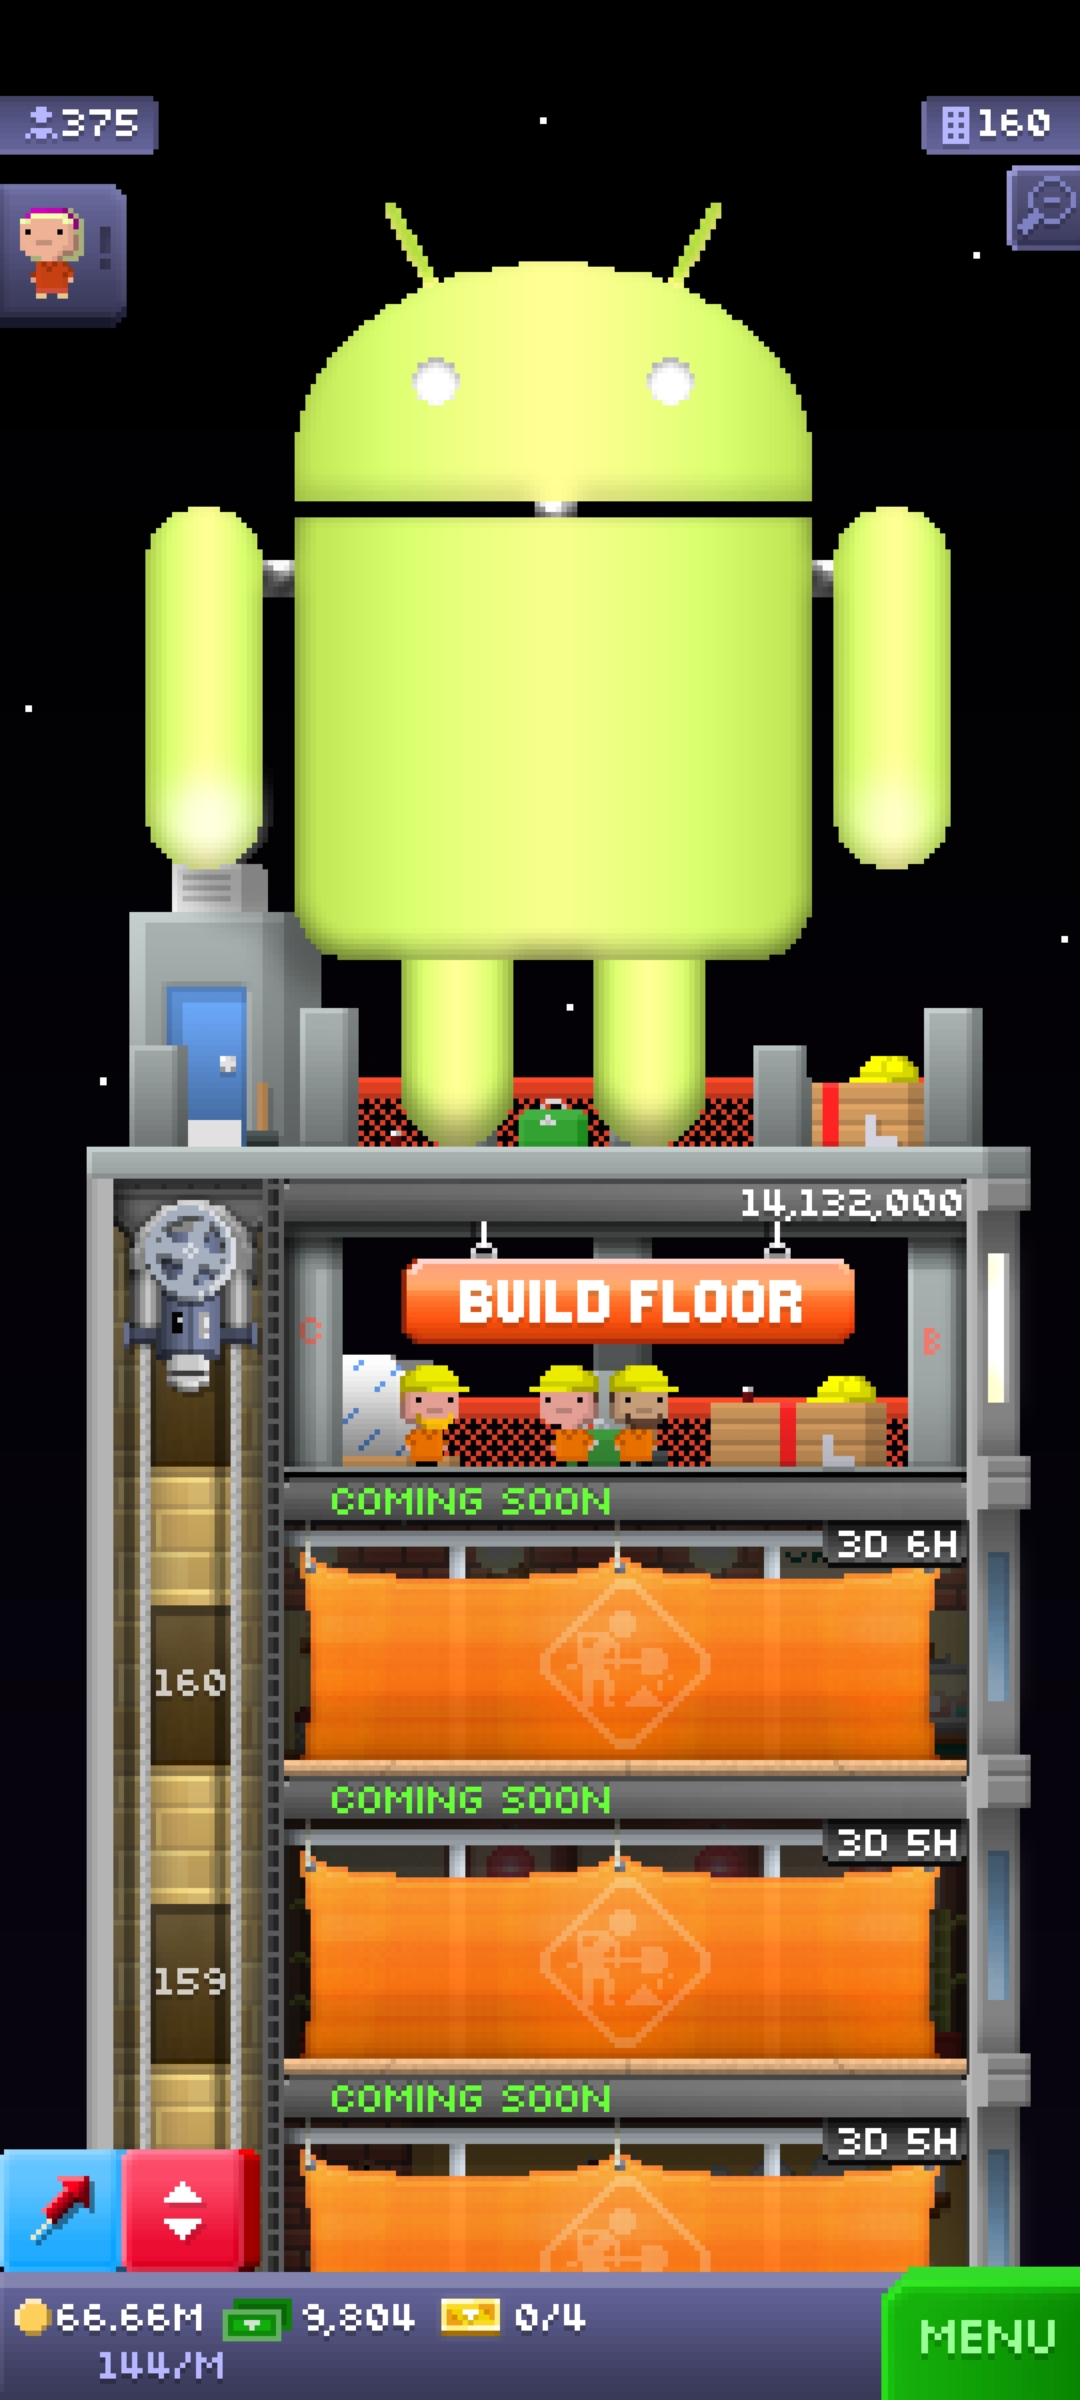 375
160
!
14,132,000
BUILD FLOOR
C
B
COMING SOON
3D 6H
160
COMING SOON
3D 5H
159
COMING SOON
3D 5H
66.66M 9,804 0/4
144/M
MENU